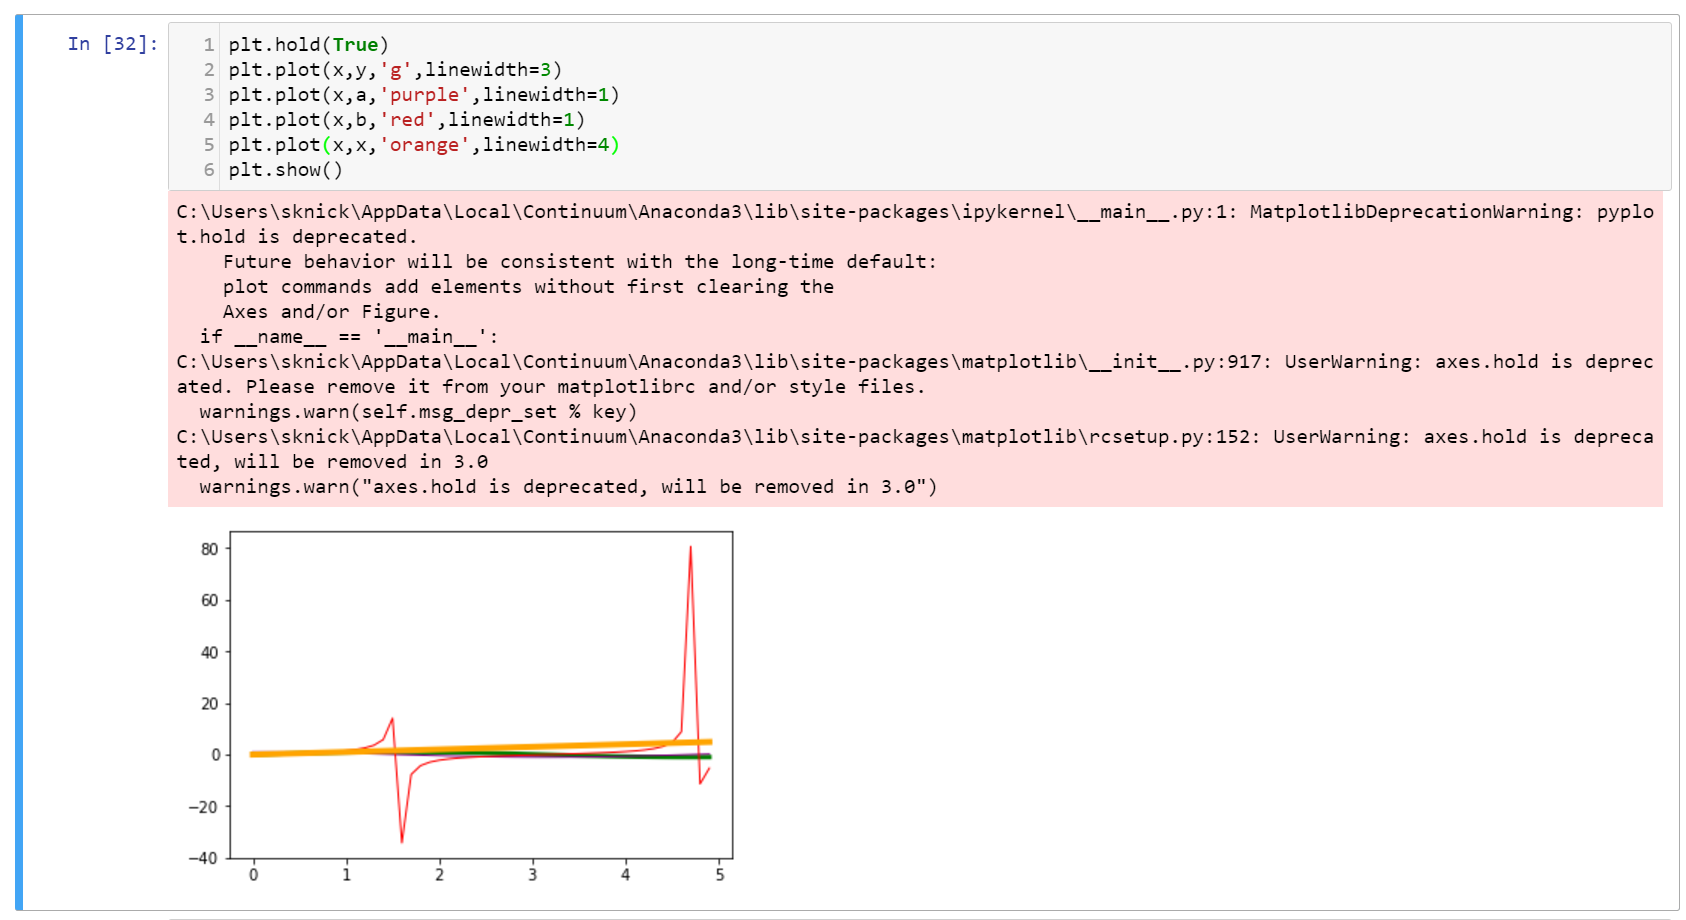 In [32]:
1 plt.hold(True)
2 plt.plot(x,y,'g',linewidth=3)
3 plt.plot(x,a,'purple',linewidth=1)
4 plt.plot(x,b,'red',linewidth=1)
5 plt.plot(x,x,'orange',linewidth=4)
6 plt.show()
C:\Users\sknick\AppData\Local\Continuum\Anaconda3\lib\site-packages\ipykernel\__main__.py:1: MatplotlibDeprecationWarning: pyplo
t.hold is deprecated.
    Future behavior will be consistent with the long-time default:
    plot commands add elements without first clearing the
    Axes and/or Figure.
  if __name__ == '__main__':
C:\Users\sknick\AppData\Local\Continuum\Anaconda3\lib\site-packages\matplotlib\__init__.py:917: UserWarning: axes.hold is deprec
ated. Please remove it from your matplotlibrc and/or style files.
  warnings.warn(self.msg_depr_set % key)
C:\Users\sknick\AppData\Local\Continuum\Anaconda3\lib\site-packages\matplotlib\rcsetup.py:152: UserWarning: axes.hold is depreca
ted, will be removed in 3.0
  warnings.warn("axes.hold is deprecated, will be removed in 3.0")
80
60
40
20
0
−20
−40
0 1 2 3 4 5